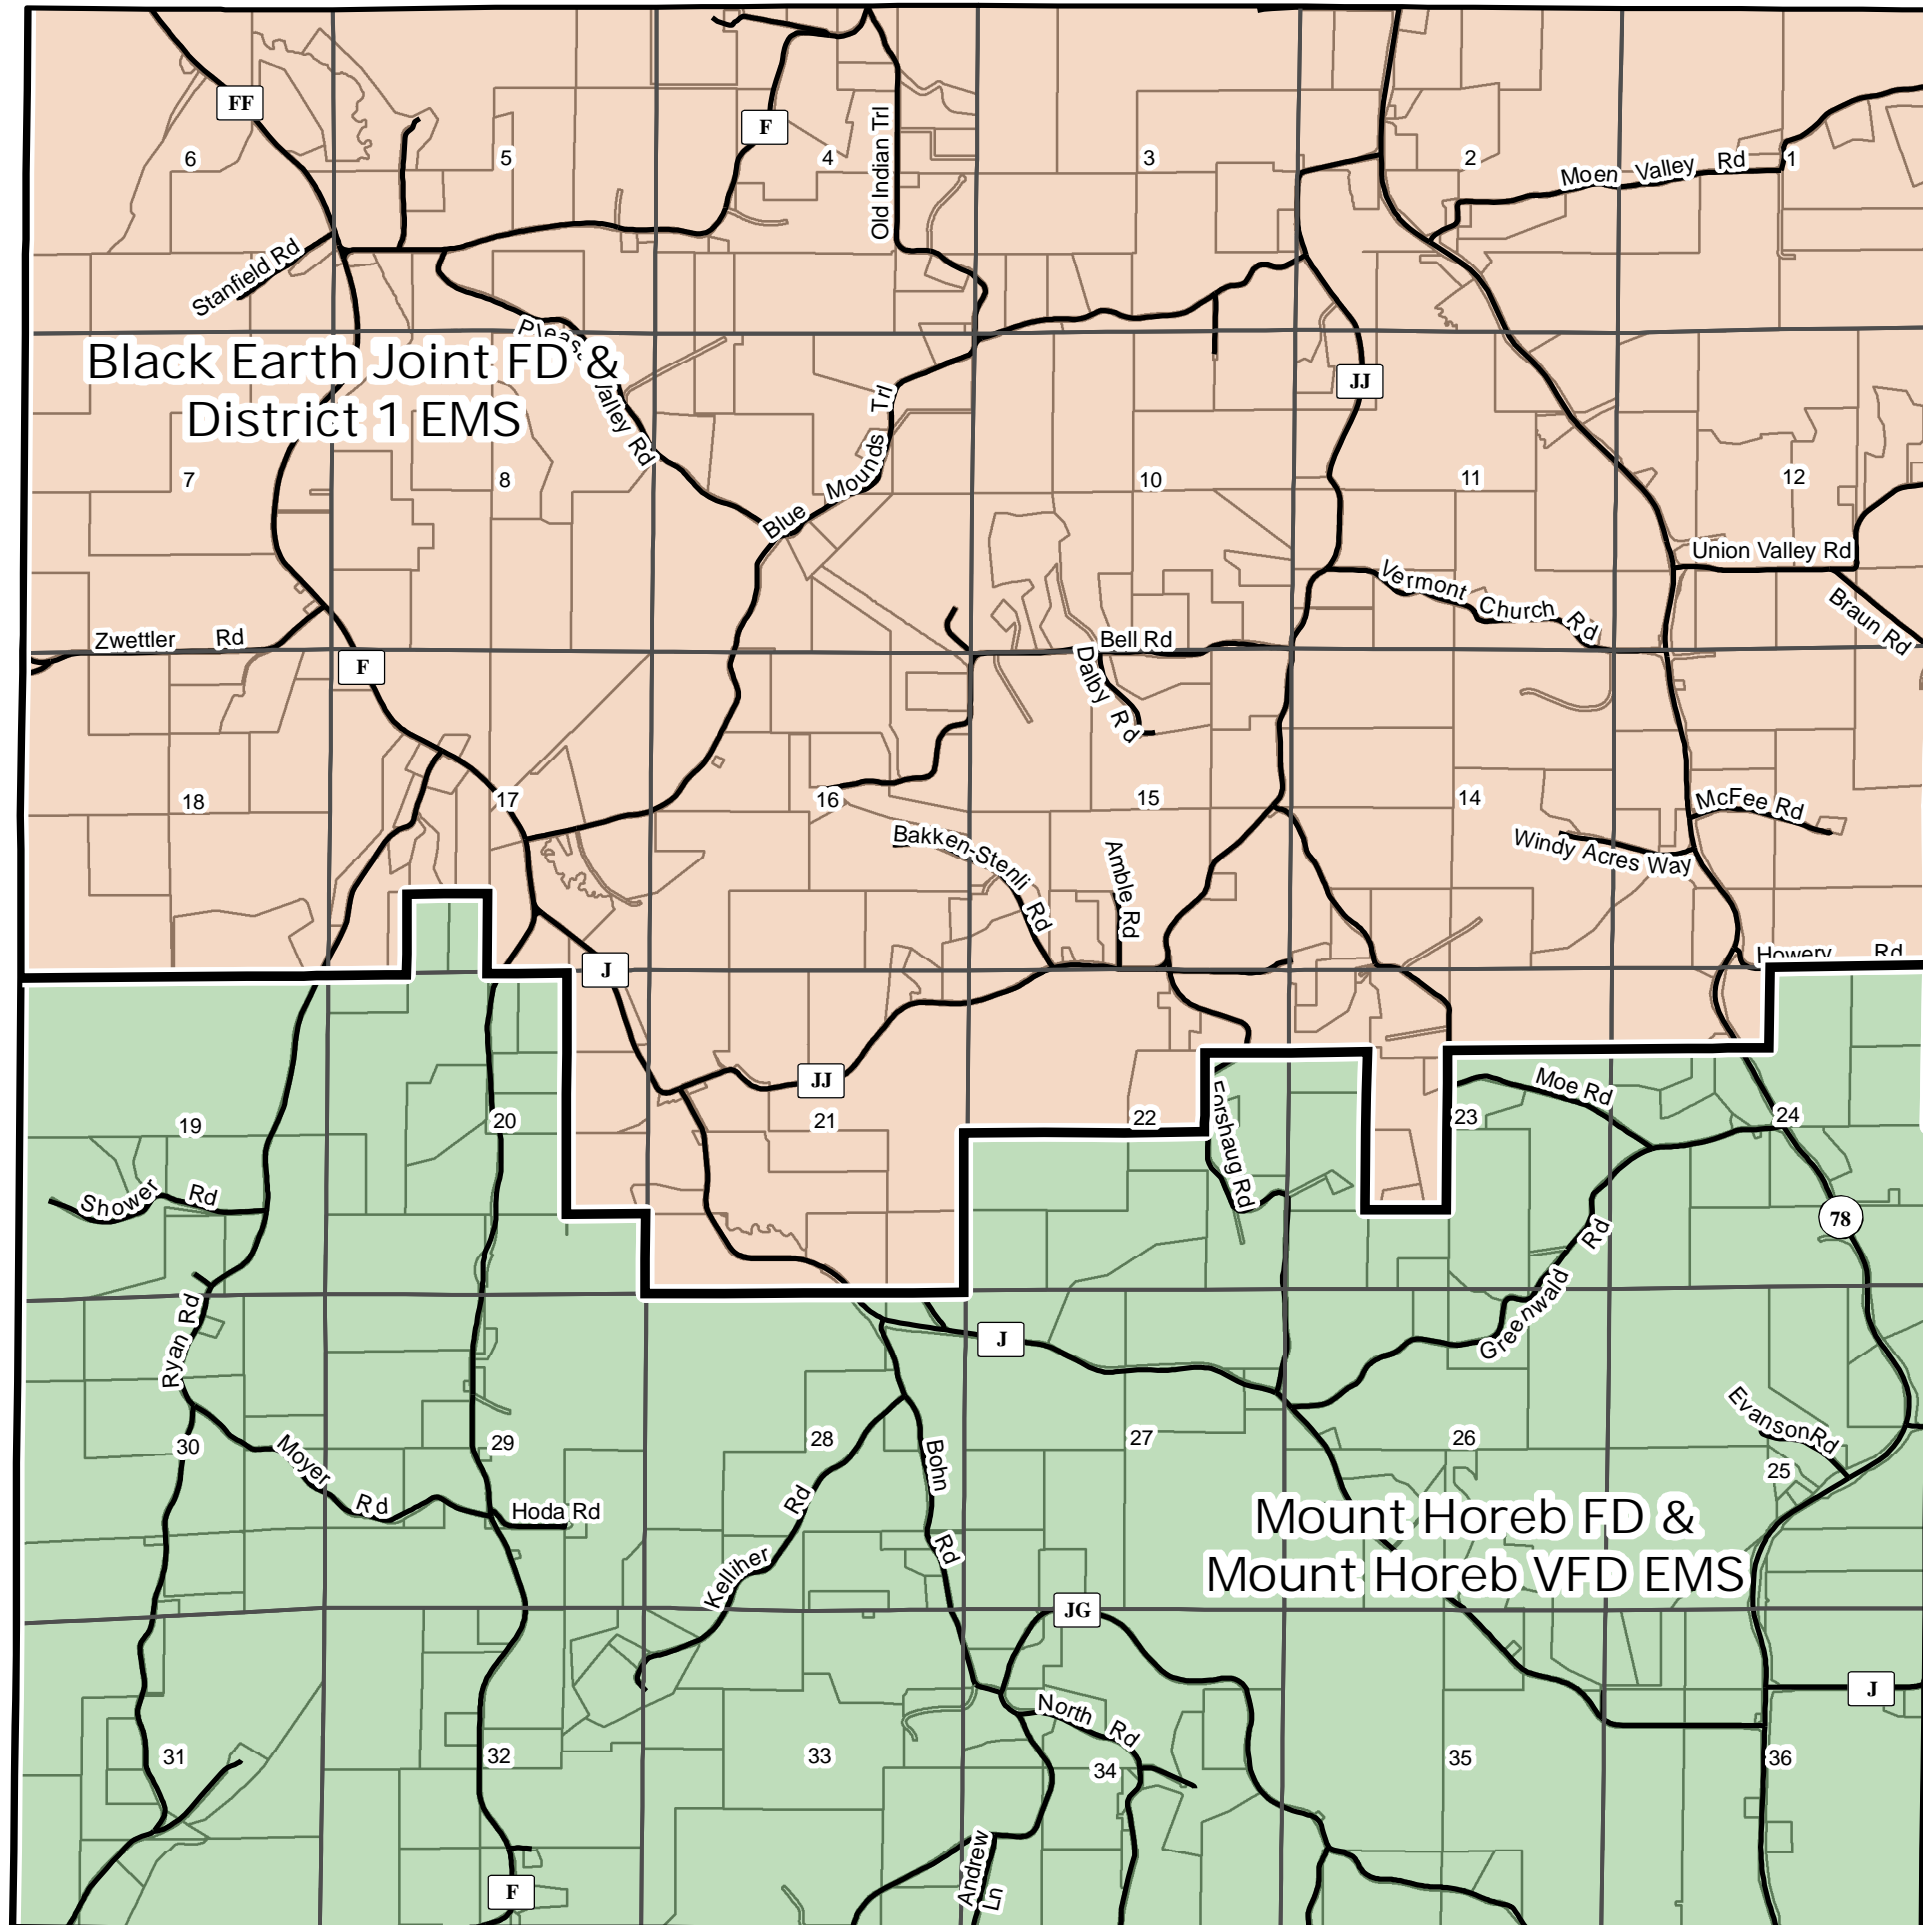 FF
F
6
5
4
3
2
1
Old Indian Trl
Moen Valley Rd
Stanfield Rd
Valley Rd
Black Earth Joint FD &
District 1 EMS
JJ
7
8
10
11
12
Blue Mounds Trl
Union Valley Rd
Vermont Church Rd
Braun Rd
Zwettler Rd
F
Bell Rd
Dalby Rd
18
17
16
15
14
McFee Rd
Windy Acres Way
Bakken-Stenli Rd
Amble Rd
Howery Rd
J
JJ
19
20
21
22
23
24
Moe Rd
Forshaug Rd
Shower Rd
78
Greenwald Rd
Ryan Rd
J
Evanson Rd
30
29
28
27
26
25
Moyer Rd
Hoda Rd
Bohn Rd
Kelliher Rd
Mount Horeb FD &
Mount Horeb VFD EMS
JG
North Rd
J
31
32
33
34
35
36
Andrew Ln
F